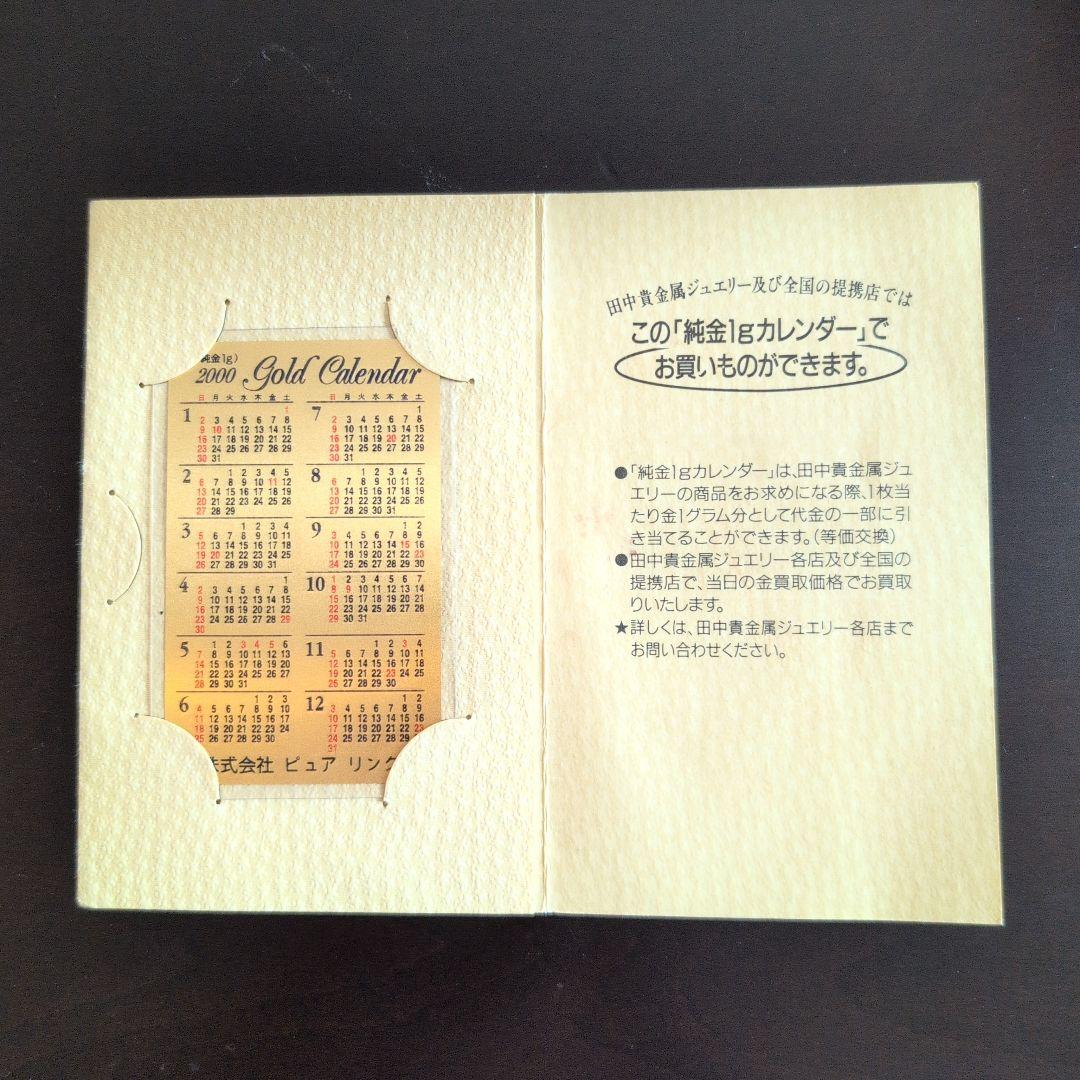 純金1g)
2000 Gold Calendar
日 月 火 水 木 金 土
1
1
2 3 4 5 6 7 8
9 10 11 12 13 14 15
16 17 18 19 20 21 22
23 24 25 26 27 28 29
30 31
2
1 2 3 4 5
6 7 8 9 10 11 12
13 14 15 16 17 18 19
20 21 22 23 24 25 26
27 28 29
3
1 2 3 4
5 6 7 8 9 10 11
12 13 14 15 16 17 18
19 20 21 22 23 24 25
26 27 28 29 30 31
4
1
2 3 4 5 6 7 8
9 10 11 12 13 14 15
16 17 18 19 20 21 22
23 24 25 26 27 28 29
30
5
1 2 3 4 5 6
7 8 9 10 11 12 13
14 15 16 17 18 19 20
21 22 23 24 25 26 27
28 29 30 31
6
1 2 3
4 5 6 7 8 9 10
11 12 13 14 15 16 17
18 19 20 21 22 23 24
25 26 27 28 29 30
日 月 火 水 木 金 土
7
1
2 3 4 5 6 7 8
9 10 11 12 13 14 15
16 17 18 19 20 21 22
23 24 25 26 27 28 29
30 31
8
1 2 3 4 5
6 7 8 9 10 11 12
13 14 15 16 17 18 19
20 21 22 23 24 25 26
27 28 29 30 31
9
1 2
3 4 5 6 7 8 9
10 11 12 13 14 15 16
17 18 19 20 21 22 23
24 25 26 27 28 29 30
10
1 2 3 4 5 6 7
8 9 10 11 12 13 14
15 16 17 18 19 20 21
22 23 24 25 26 27 28
29 30 31
11
1 2 3 4
5 6 7 8 9 10 11
12 13 14 15 16 17 18
19 20 21 22 23 24 25
26 27 28 29 30
12
1 2
3 4 5 6 7 8 9
10 11 12 13 14 15 16
17 18 19 20 21 22 23
24 25 26 27 28 29
31
株式会社 ピュア リンク
田中貴金属ジュエリー及び全国の提携店では
この「純金1gカレンダー」で
お買いものができます。
●「純金1gカレンダー」は、田中貴金属ジュ
エリーの商品をお求めになる際、1枚当
たり金1グラム分として代金の一部に引
き当てることができます。(等価交換)
●田中貴金属ジュエリー各店及び全国の
提携店で、当日の金買取価格でお買取
りいたします。
★詳しくは、田中貴金属ジュエリー各店まで
お問い合わせください。